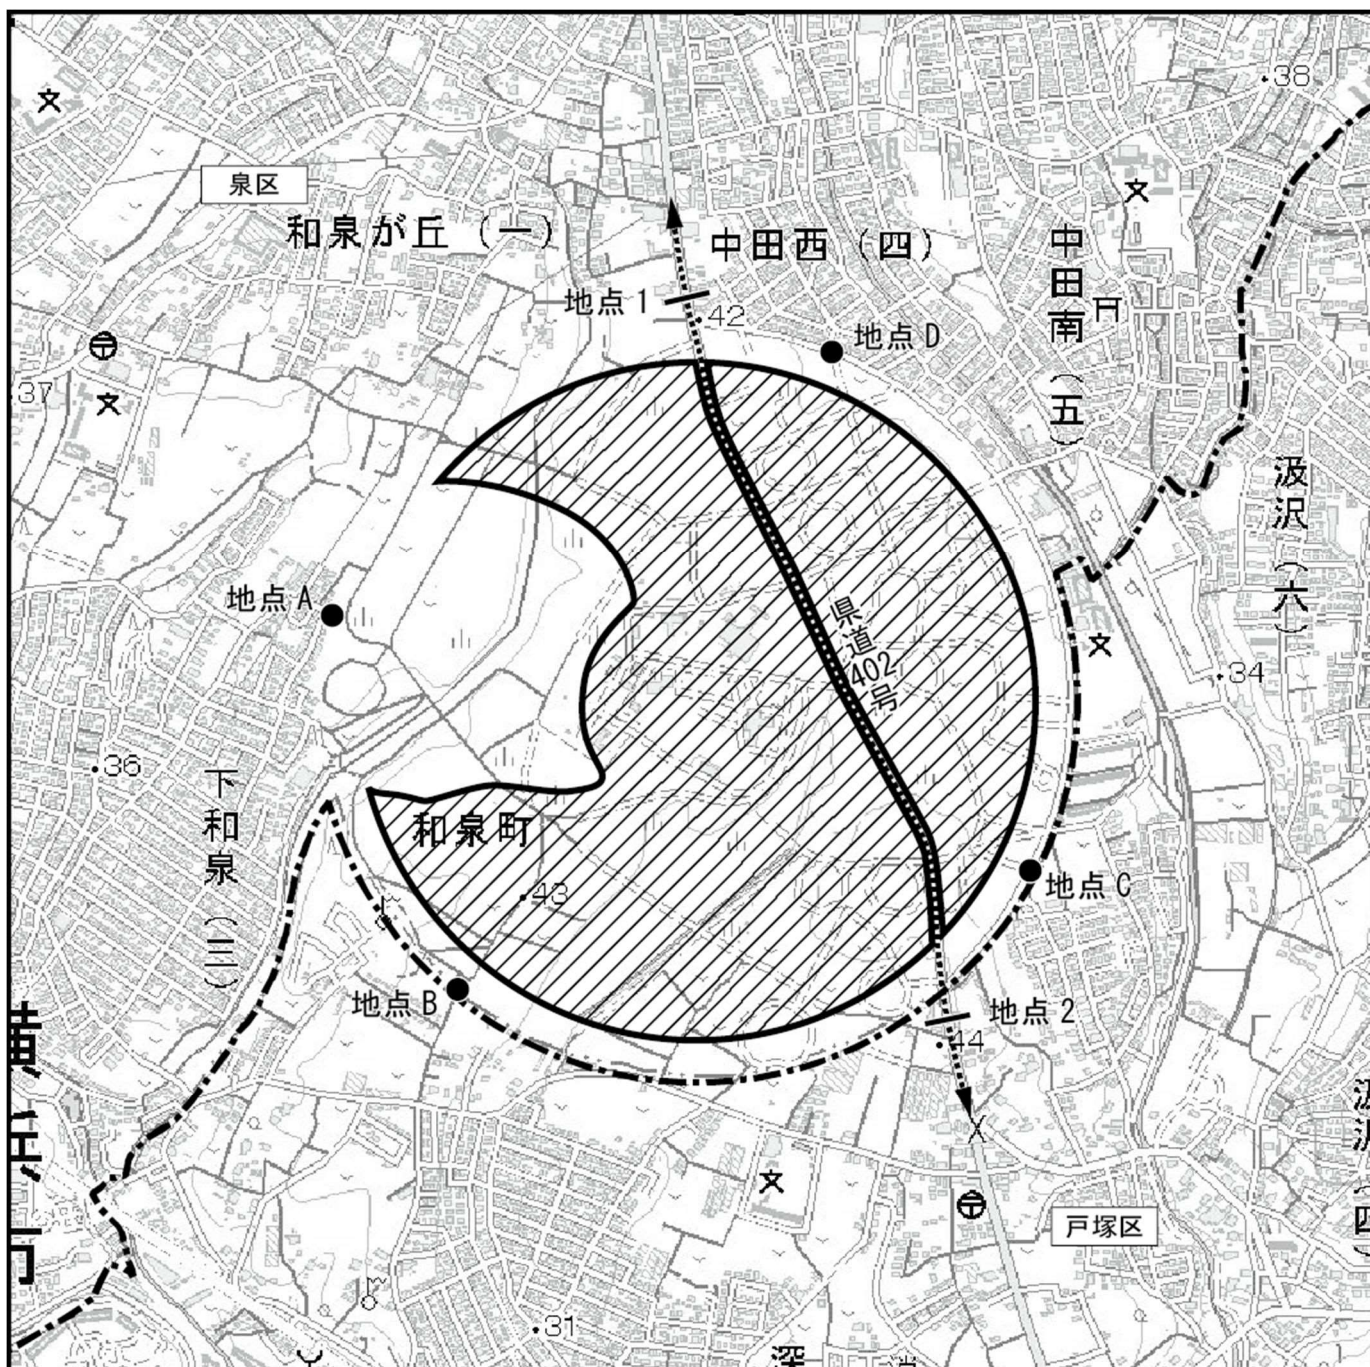 38
泉区
和泉が丘（一）
中田西（四）
中田南（五）
地点1
42
地点D
37
汲沢（六）
地点A
県道402号
34
36
下和泉（三）
和泉町
43
地点C
地点B
地点2
44
戸塚区
31
深